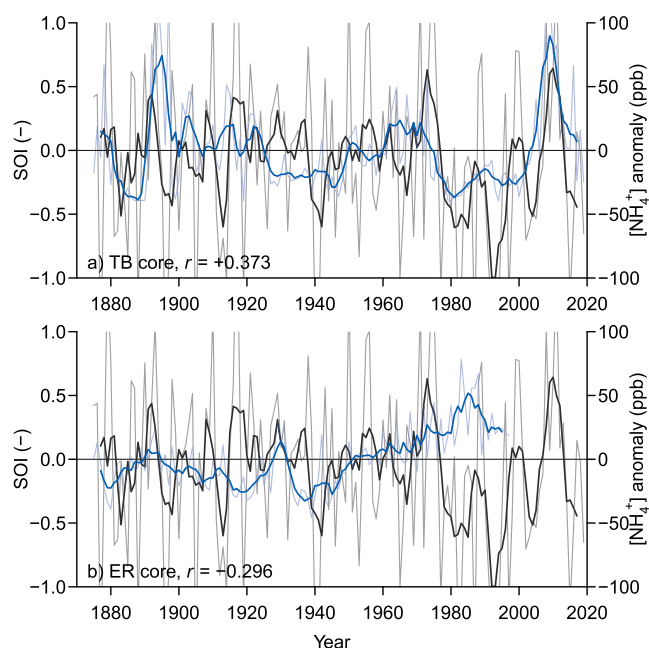 1.0 100
0.5 50
0.0 0
−0.5 −50
−1.0 −100
SOI (−)
[NH₄⁺] anomaly (ppb)
a) TB core, r = +0.373
1880 1900 1920 1940 1960 1980 2000 2020
1.0 100
0.5 50
0.0 0
−0.5 −50
−1.0 −100
SOI (−)
[NH₄⁺] anomaly (ppb)
b) ER core, r = −0.296
1880 1900 1920 1940 1960 1980 2000 2020
Year